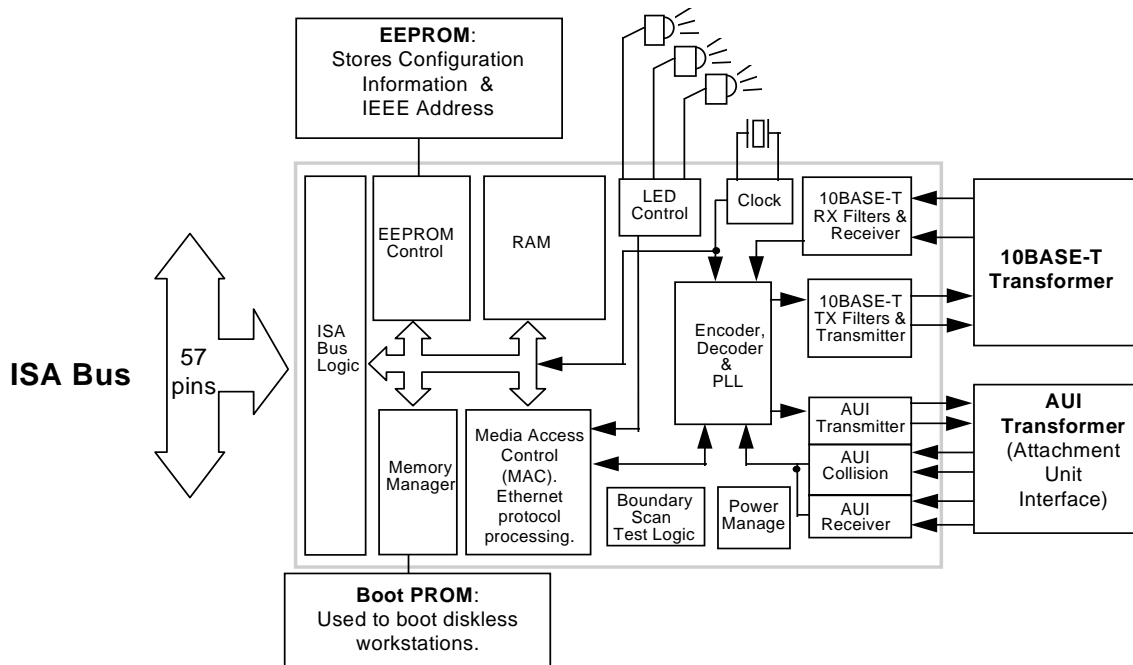 EEPROM:
Stores Configuration
Information &
IEEE Address
LED
Control
Clock
10BASE-T
RX Filters &
Receiver
10BASE-T
Transformer
EEPROM
Control
RAM
10BASE-T
TX Filters &
Transmitter
ISA Bus
57
pins
ISA
Bus
Logic
Encoder,
Decoder
&
PLL
Memory
Manager
Media Access
Control
(MAC).
Ethernet
protocol
processing.
AUI
Transmitter
AUI
Collision
AUI
Receiver
AUI
Transformer
(Attachment
Unit
Interface)
Boundary
Scan
Test Logic
Power
Manage
Boot PROM:
Used to boot diskless
workstations.